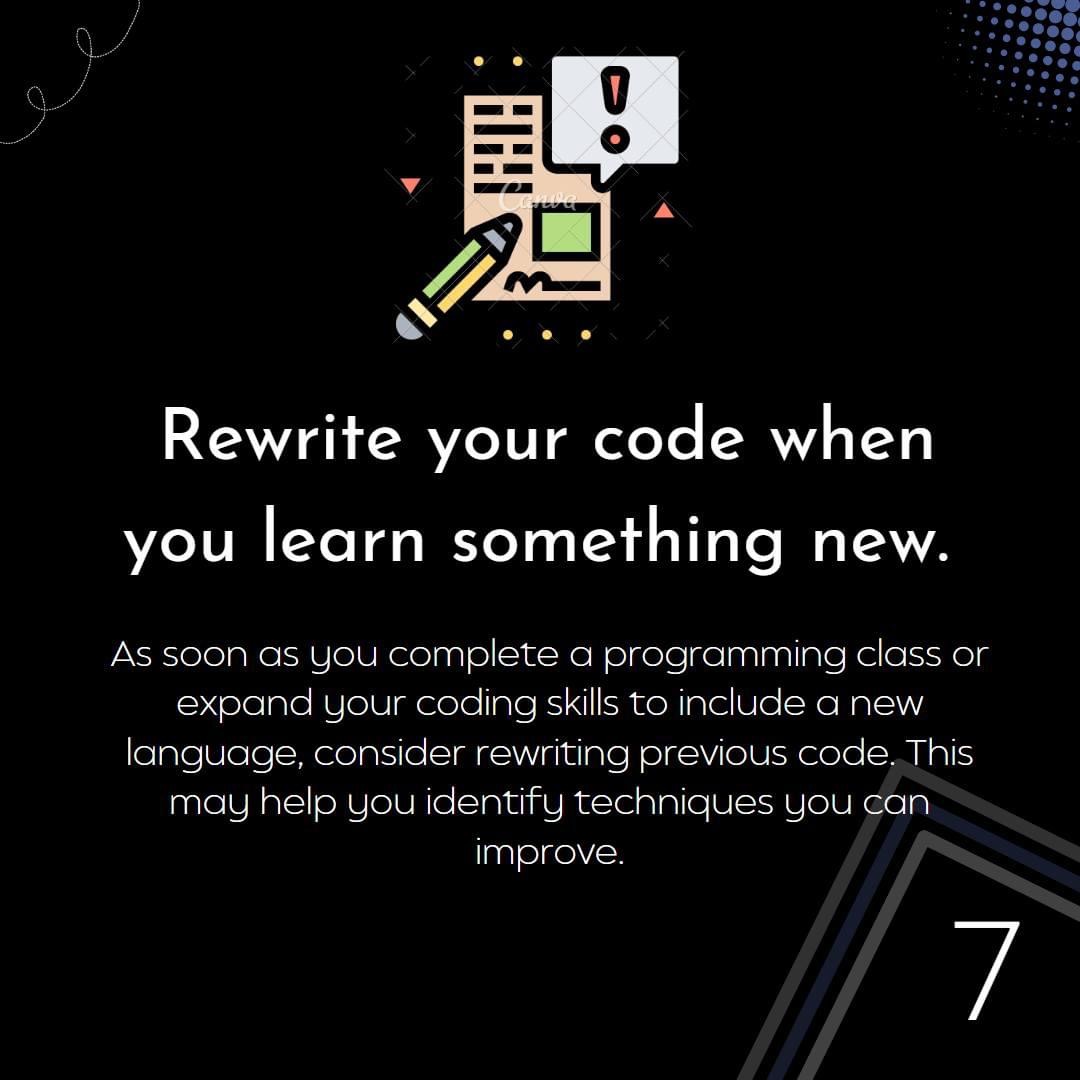 Canva
Rewrite your code when
you learn something new.
As soon as you complete a programming class or
expand your coding skills to include a new
language, consider rewriting previous code. This
may help you identify techniques you can
improve.
7